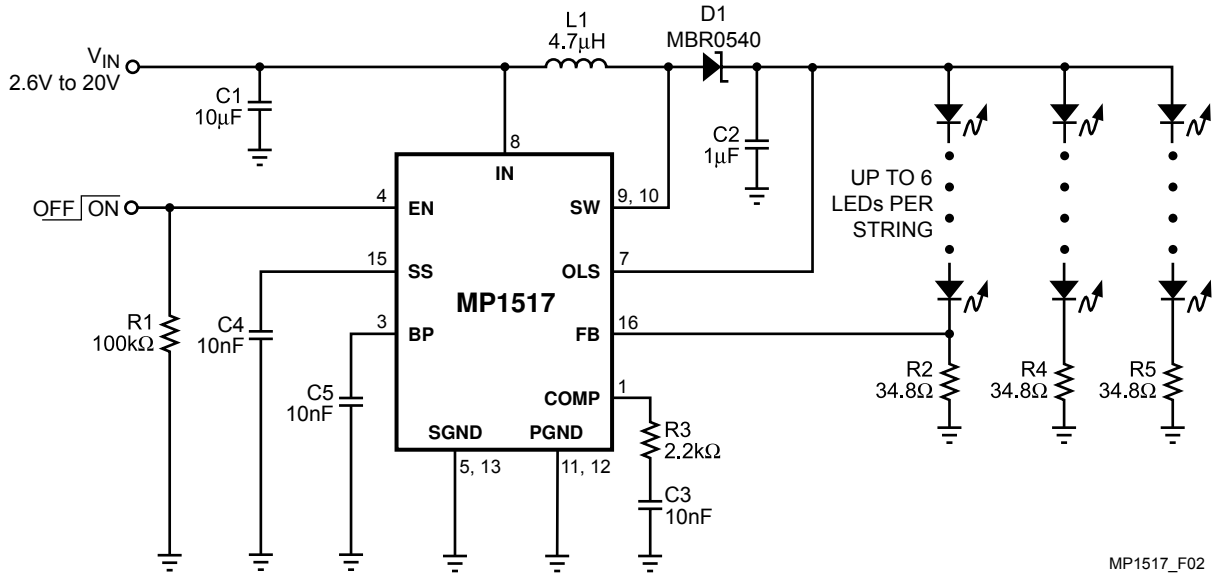 L1
4.7µH
D1
MBR0540
VIN
2.6V to 20V
C1
10µF
C2
1µF
8
IN
OFF ON
4
EN
SW
9, 10
15
SS
OLS
7
MP1517
3
BP
FB
16
COMP
1
SGND
PGND
5, 13
11, 12
R1
100kΩ
C4
10nF
C5
10nF
R3
2.2kΩ
C3
10nF
UP TO 6
LEDs PER
STRING
R2
34.8Ω
R4
34.8Ω
R5
34.8Ω
MP1517_F02